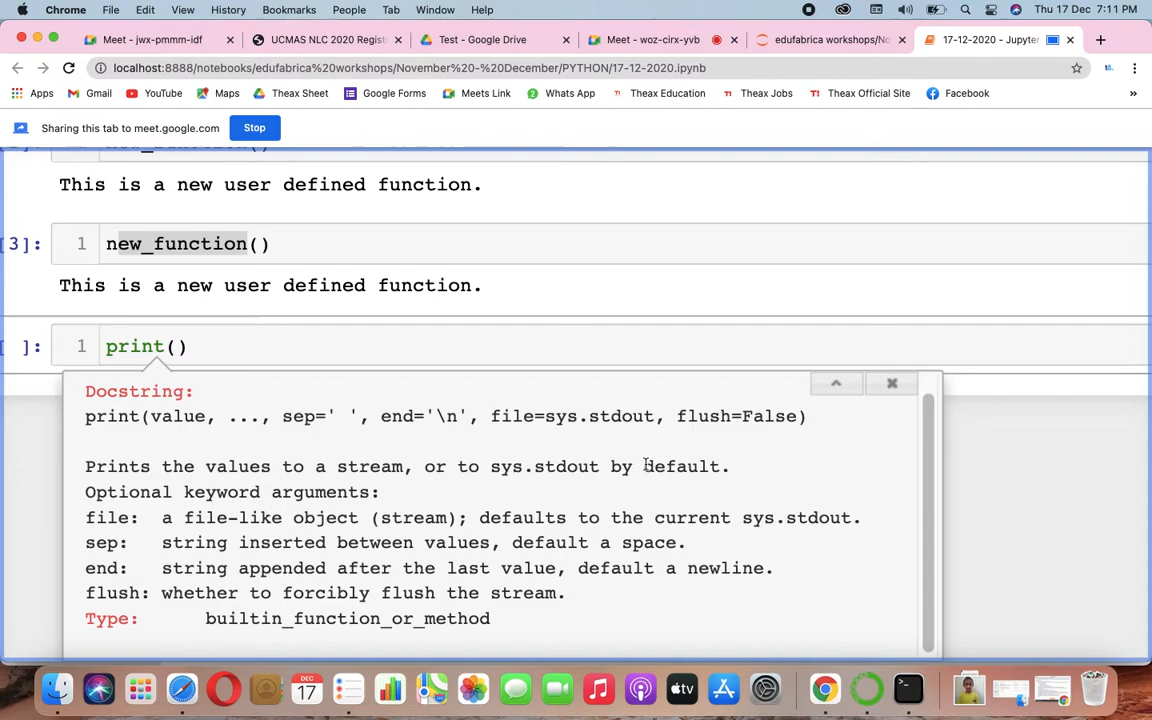 Chrome File Edit View History Bookmarks People Tab Window Help Thu 17 Dec 7:11 PM
Meet - jwx-pmmm-idf UCMAS NLC 2020 Regist Test - Google Drive Meet - woz-cirx-yvb edufabrica workshops/No 17-12-2020 - Jupyter
localhost:8888/notebooks/edufabrica%20workshops/November%20-%20December/PYTHON/17-12-2020.ipynb
Apps Gmail YouTube Maps Theax Section Google Forms Meets Link Whats App Theax Education Theax Jobs Theax Official Site Facebook »
Sharing this tab to meet.google.com Stop
This is a new user defined function.
[3]: 1 new_function()
This is a new user defined function.
[ ]: 1 print()
Docstring:
print(value, ..., sep=' ', end='\n', file=sys.stdout, flush=False)
Prints the values to a stream, or to sys.stdout by default.
Optional keyword arguments:
file: a file-like object (stream); defaults to the current sys.stdout.
sep: string inserted between values, default a space.
end: string appended after the last value, default a newline.
flush: whether to forcibly flush the stream.
Type: builtin_function_or_method
DEC
17